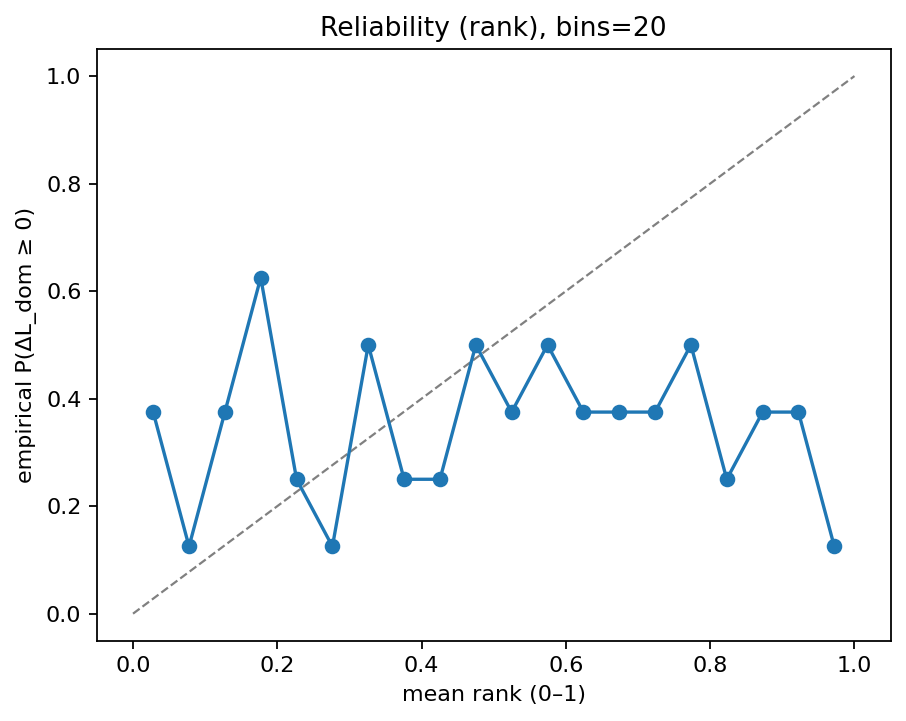 Reliability (rank), bins=20
empirical P(ΔL_dom ≥ 0)
1.0
0.8
0.6
0.4
0.2
0.0
0.0 0.2 0.4 0.6 0.8 1.0
mean rank (0–1)